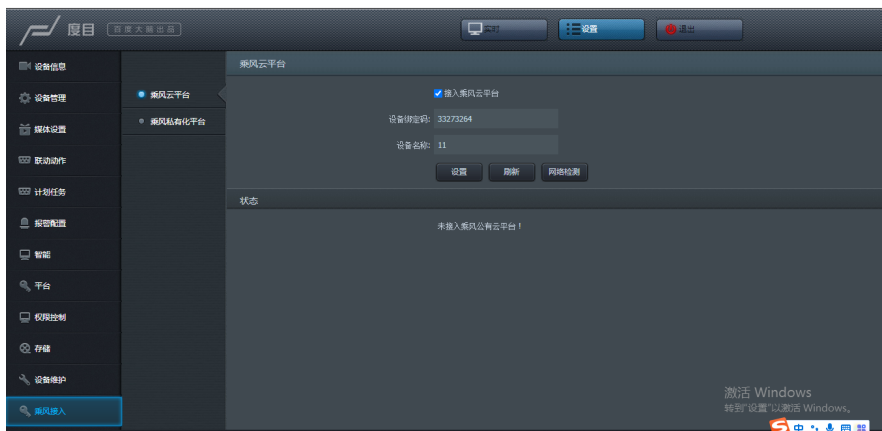 度目 百度大脑出品
实时
设置
退出
设备信息
设备管理
媒体设置
联动动作
计划任务
报密配置
智能
平台
权限控制
存储
设备维护
乘风接入
乘风云平台
乘风私有化平台
乘风云平台
接入乘风云平台
设备绑定码: 33273264
设备名称: 11
设置 刷新 网络检测
状态
未接入乘风公有云平台！
激活 Windows
转到"设置"以激活 Windows。
中